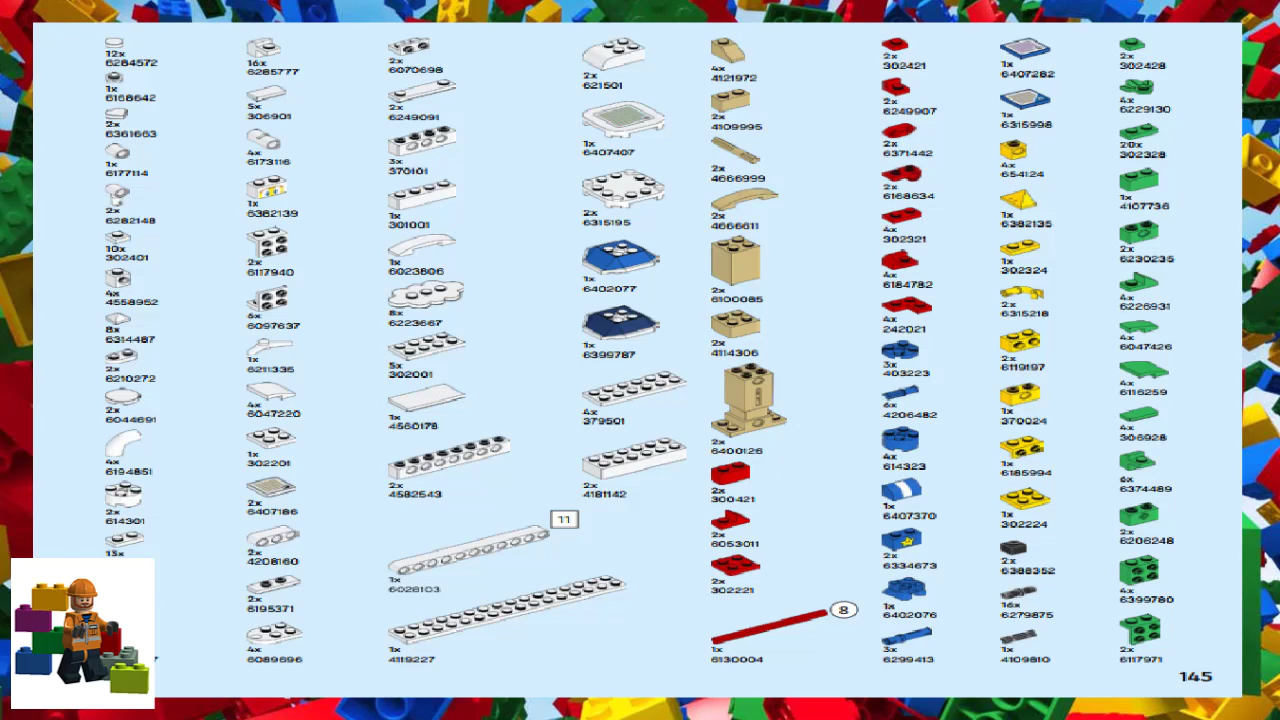 12x
6284572
1x
6168642
2x
6361663
1x
6177114
2x
6282148
10x
302401
4x
4558952
8x
6314487
2x
6210272
2x
6044691
4x
6194851
2x
614301
13x
16x
6285777
5x
306901
4x
6173116
1x
6382139
2x
6117940
6x
6097637
1x
6211335
4x
6047220
1x
302201
2x
6407186
2x
4208160
2x
6195371
4x
6089696
2x
6070698
2x
6249091
3x
370101
1x
301001
1x
6023806
8x
6223667
5x
302001
1x
4560178
2x
4582543
11
1x
6028103
1x
4119227
2x
621501
1x
6407407
2x
6315195
1x
6402077
1x
6399787
4x
379501
2x
4181142
4x
4121972
2x
4109995
2x
4666999
2x
4666611
2x
6100085
2x
4114306
2x
6400126
2x
300421
2x
6053011
2x
302221
8
1x
6130004
2x
302421
2x
6249907
2x
6371442
2x
6168634
4x
302321
4x
6184782
4x
242021
3x
403223
6x
4206482
4x
614323
1x
6407370
2x
6334673
1x
6402076
3x
6299413
1x
6407282
1x
6315998
4x
654124
1x
6382135
1x
302324
2x
6315218
2x
6119197
1x
370024
1x
6185994
1x
302224
2x
6388352
16x
6279875
1x
4109810
2x
302428
4x
6229130
20x
302328
1x
4107736
2x
6230235
4x
6226931
4x
6047426
4x
6116259
4x
306928
6x
6374489
2x
6206248
4x
6399780
2x
6117971
145